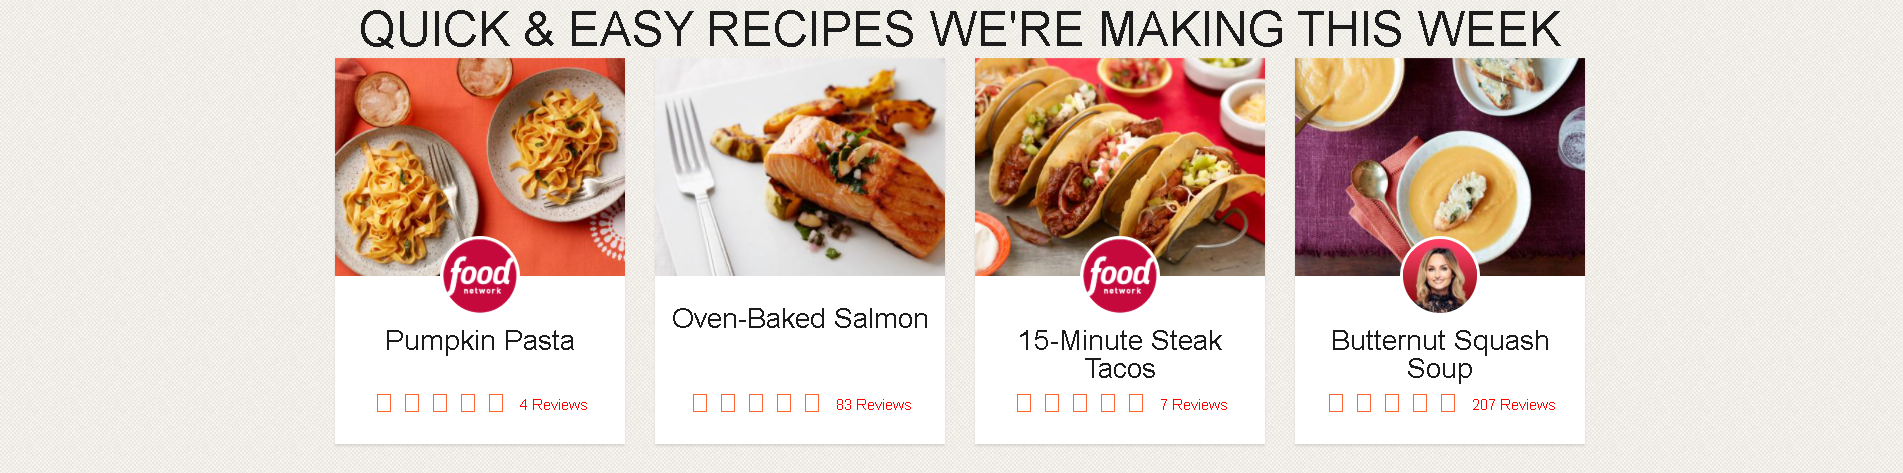 QUICK & EASY RECIPES WE'RE MAKING THIS WEEK
food
network
Pumpkin Pasta
4 Reviews
Oven-Baked Salmon
83 Reviews
food
network
15-Minute Steak
Tacos
7 Reviews
Butternut Squash
Soup
207 Reviews